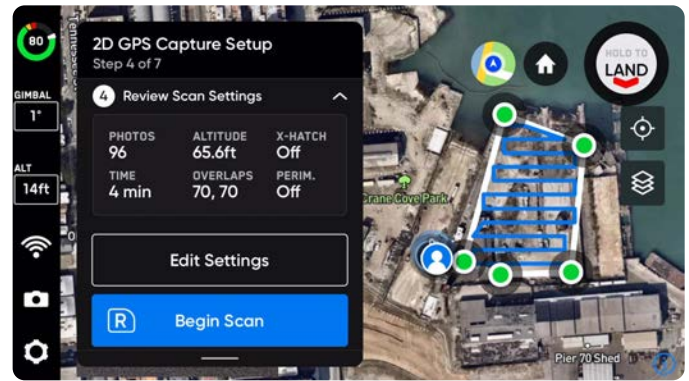 80
GIMBAL
1°
ALT
14ft
2D GPS Capture Setup
Step 4 of 7
4 Review Scan Settings
PHOTOS ALTITUDE X-HATCH
96 65.6ft Off
TIME OVERLAPS PERIM.
4 min 70, 70 Off
Edit Settings
R Begin Scan
HOLD TO
LAND
Crane Cove Park
Pier 70 Shed